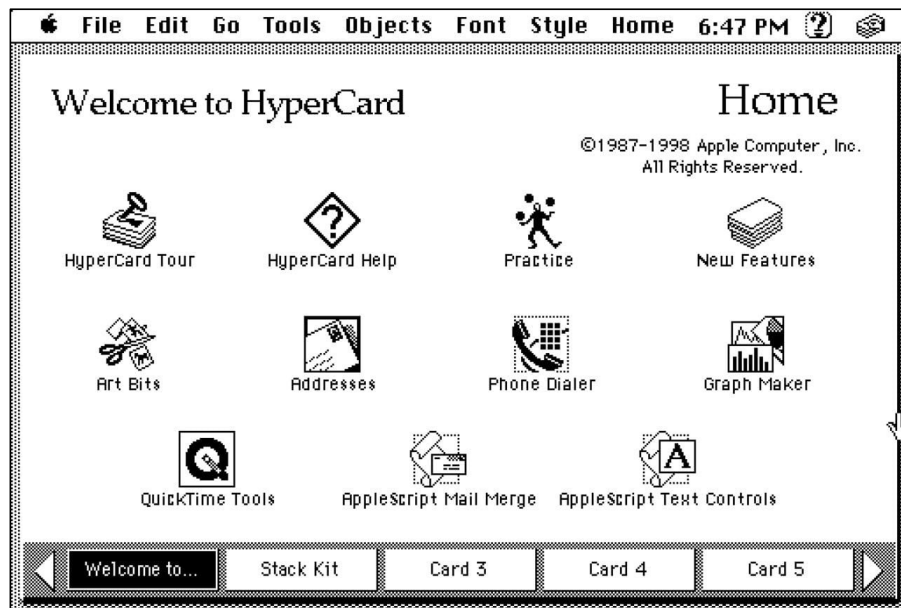 File Edit Go Tools Objects Font Style Home 6:47 PM
Welcome to HyperCard
Home
©1987-1998 Apple Computer, Inc.
All Rights Reserved.
HyperCard Tour
HyperCard Help
Practice
New Features
Art Bits
Addresses
Phone Dialer
Graph Maker
QuickTime Tools
AppleScript Mail Merge
AppleScript Text Controls
Welcome to...
Stack Kit
Card 3
Card 4
Card 5